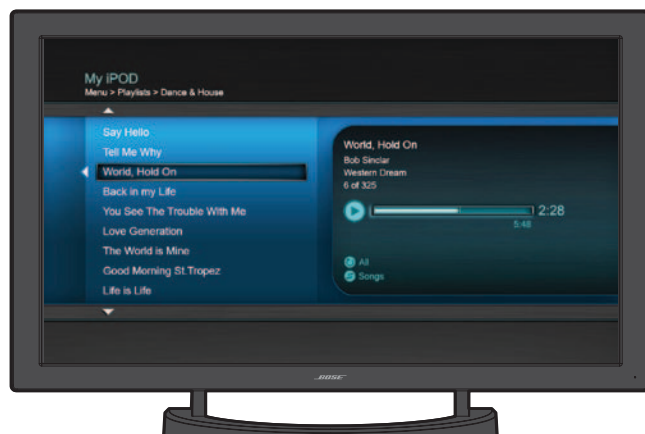 My iPOD
Menu > Playlists > Dance & House
Say Hello
Tell Me Why
World, Hold On
Back in my Life
You See The Trouble With Me
Love Generation
The World is Mine
Good Morning St.Tropez
Life is Life
World, Hold On
Bob Sinclar
Western Dream
6 of 325
2:28
5:48
All
Songs
BOSE